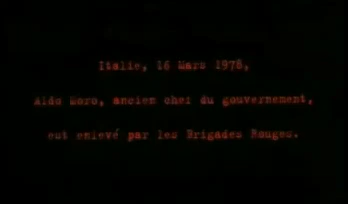 Italie, 16 Mars 1978,
Aldo Moro, ancien chef du gouvernement,
est enlevé par les Brigades Rouges.